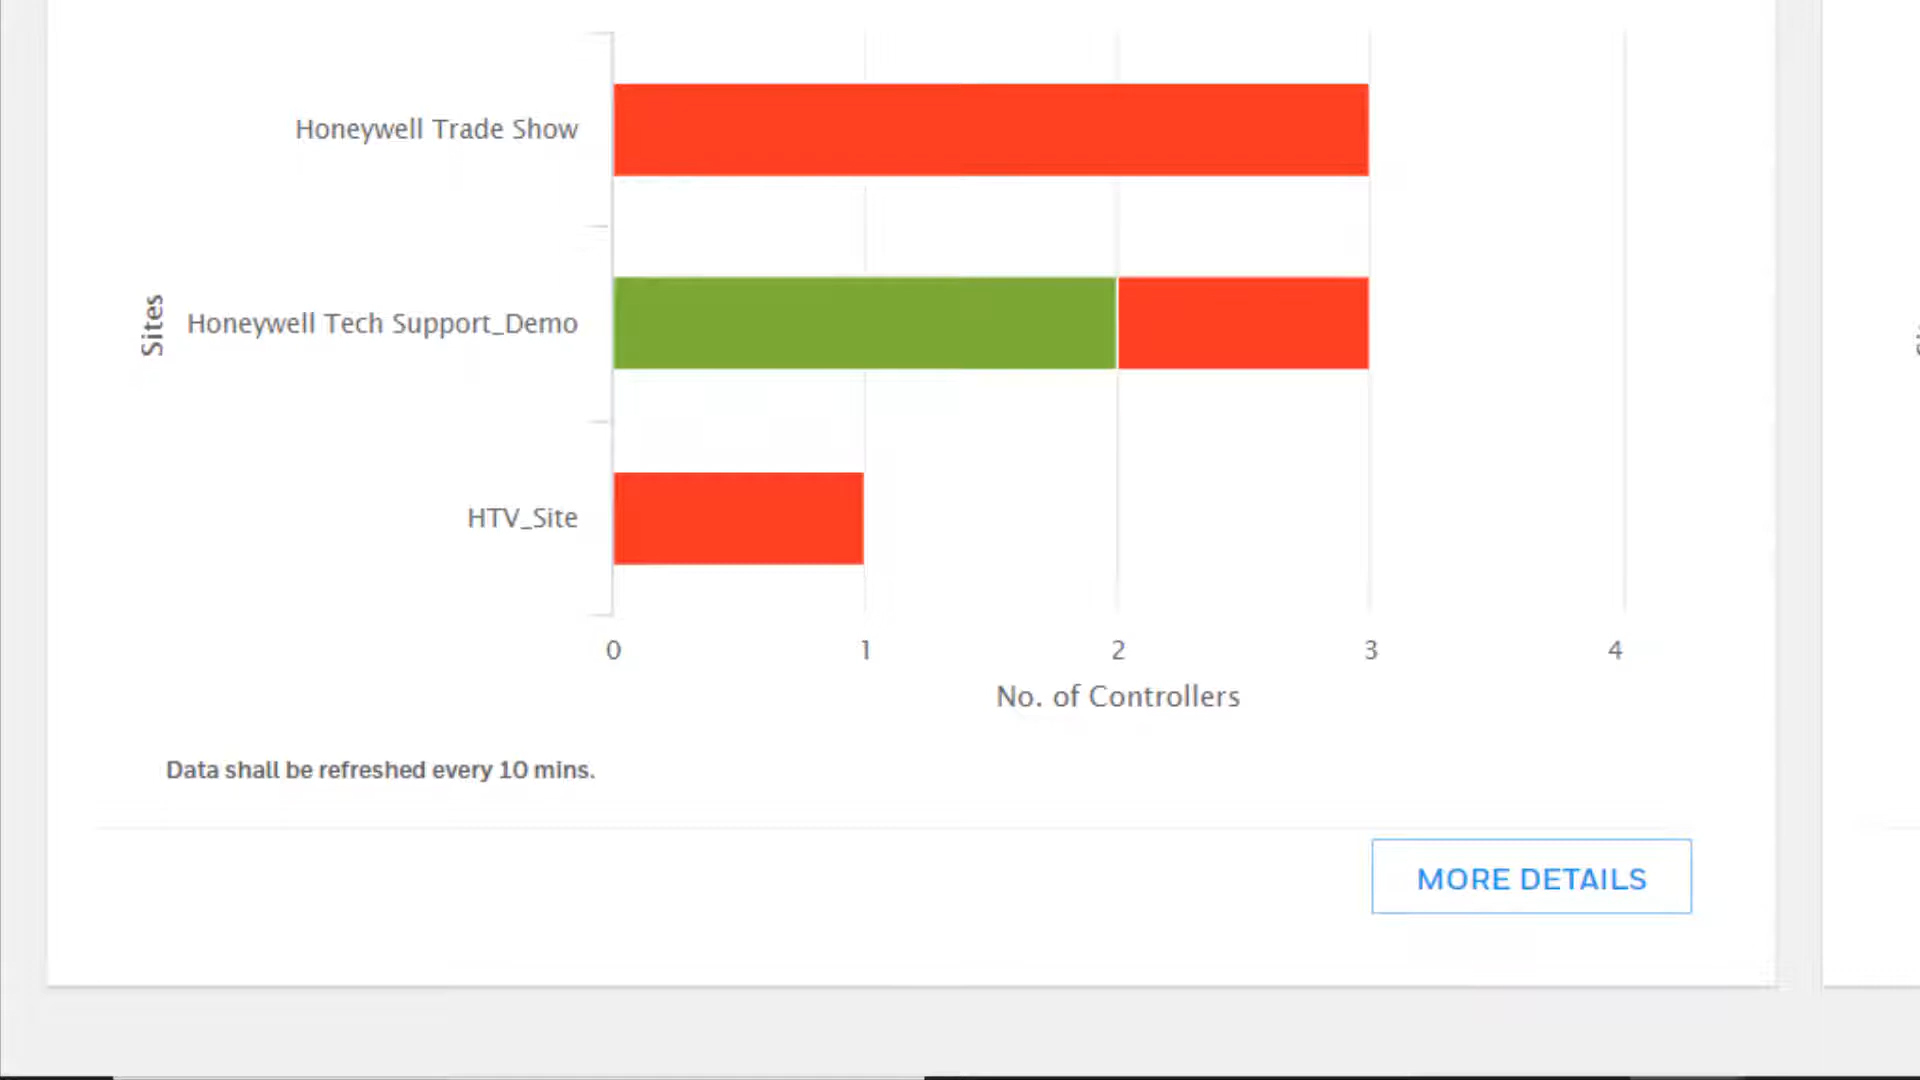 Honeywell Trade Show
Sites
Honeywell Tech Support_Demo
HTV_Site
0 1 2 3 4
No. of Controllers
Data shall be refreshed every 10 mins.
MORE DETAILS